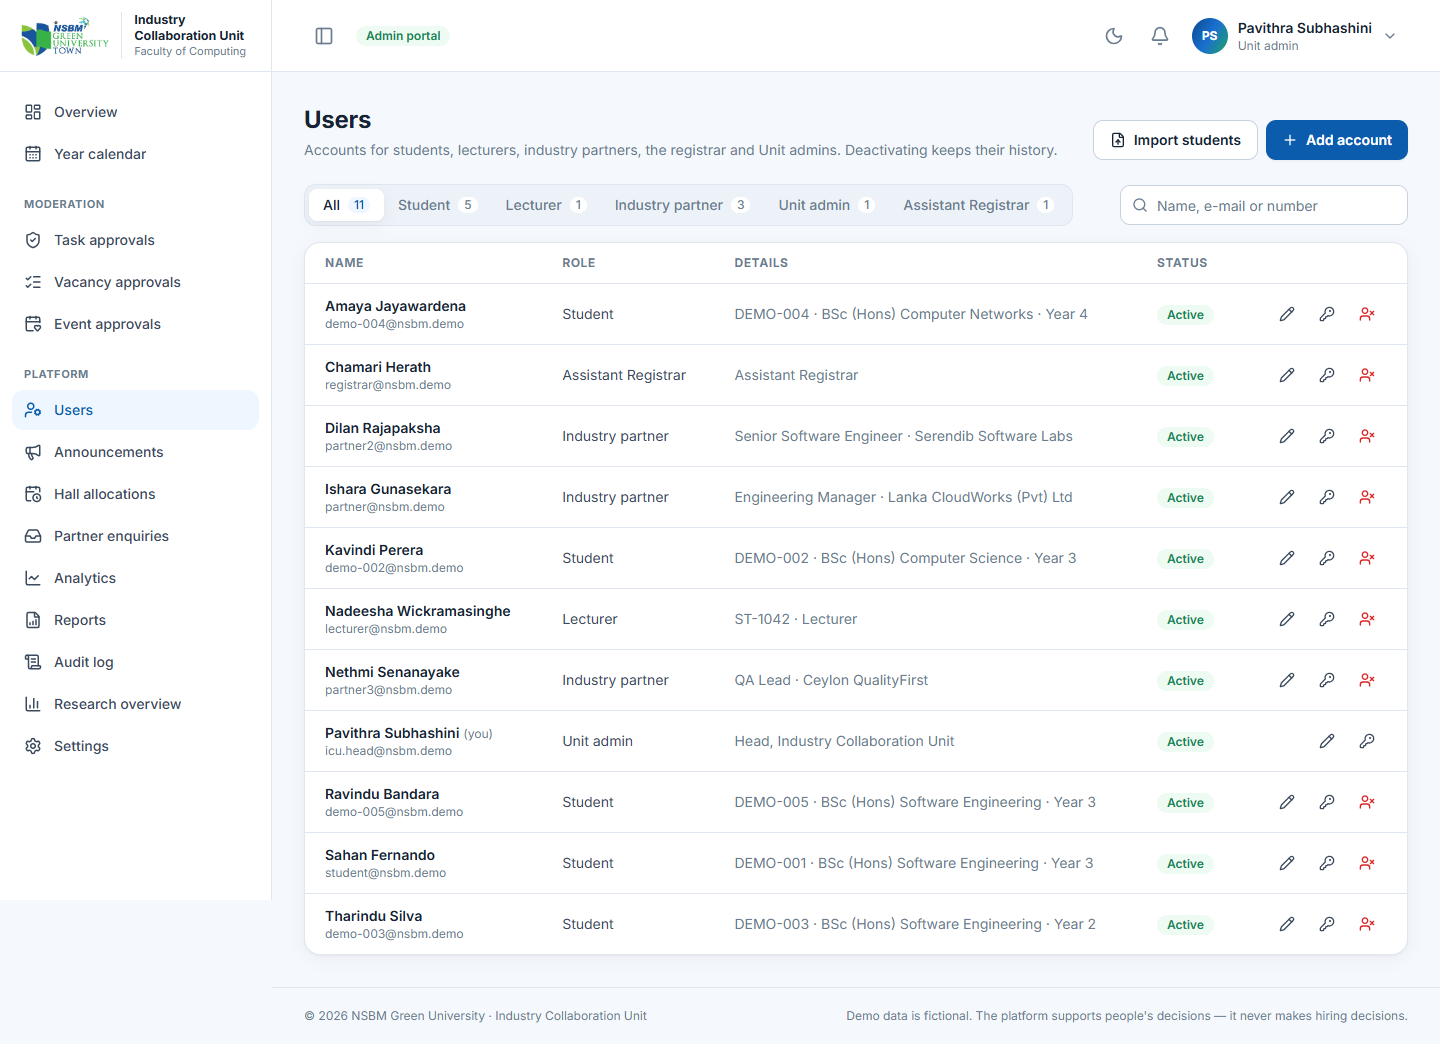 NSBM
GREEN
UNIVERSITY
TOWN
Industry
Collaboration Unit
Faculty of Computing
Admin portal
PS
Pavithra Subhashini
Unit admin
Overview
Year calendar
MODERATION
Task approvals
Vacancy approvals
Event approvals
PLATFORM
Users
Announcements
Hall allocations
Partner enquiries
Analytics
Reports
Audit log
Research overview
Settings
Users
Accounts for students, lecturers, industry partners, the registrar and Unit admins. Deactivating keeps their history.
Import students
Add account
All 11 Student 5 Lecturer 1 Industry partner 3 Unit admin 1 Assistant Registrar 1
Name, e-mail or number
NAME ROLE DETAILS STATUS
Amaya Jayawardena
demo-004@nsbm.demo
Student DEMO-004 · BSc (Hons) Computer Networks · Year 4 Active
Chamari Herath
registrar@nsbm.demo
Assistant Registrar Assistant Registrar Active
Dilan Rajapaksha
partner2@nsbm.demo
Industry partner Senior Software Engineer · Serendib Software Labs Active
Ishara Gunasekara
partner@nsbm.demo
Industry partner Engineering Manager · Lanka CloudWorks (Pvt) Ltd Active
Kavindi Perera
demo-002@nsbm.demo
Student DEMO-002 · BSc (Hons) Computer Science · Year 3 Active
Nadeesha Wickramasinghe
lecturer@nsbm.demo
Lecturer ST-1042 · Lecturer Active
Nethmi Senanayake
partner3@nsbm.demo
Industry partner QA Lead · Ceylon QualityFirst Active
Pavithra Subhashini (you)
icu.head@nsbm.demo
Unit admin Head, Industry Collaboration Unit Active
Ravindu Bandara
demo-005@nsbm.demo
Student DEMO-005 · BSc (Hons) Software Engineering · Year 3 Active
Sahan Fernando
student@nsbm.demo
Student DEMO-001 · BSc (Hons) Software Engineering · Year 3 Active
Tharindu Silva
demo-003@nsbm.demo
Student DEMO-003 · BSc (Hons) Software Engineering · Year 2 Active
© 2026 NSBM Green University · Industry Collaboration Unit
Demo data is fictional. The platform supports people's decisions — it never makes hiring decisions.